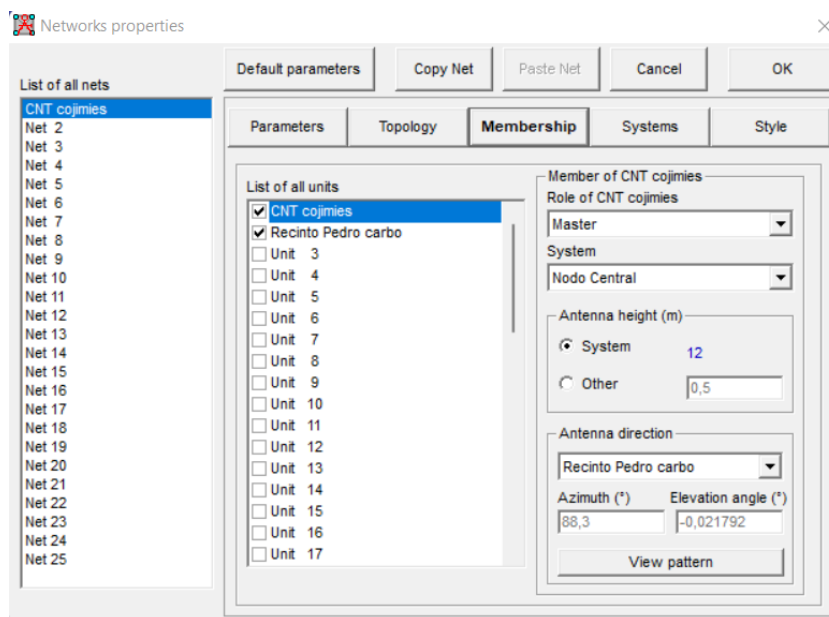 Networks properties
Default parameters
Copy Net
Paste Net
Cancel
OK
List of all nets
CNT cojimies
Net 2
Net 3
Net 4
Net 5
Net 6
Net 7
Net 8
Net 9
Net 10
Net 11
Net 12
Net 13
Net 14
Net 15
Net 16
Net 17
Net 18
Net 19
Net 20
Net 21
Net 22
Net 23
Net 24
Net 25
Parameters
Topology
Membership
Systems
Style
List of all units
CNT cojimies
Recinto Pedro carbo
Unit 3
Unit 4
Unit 5
Unit 6
Unit 7
Unit 8
Unit 9
Unit 10
Unit 11
Unit 12
Unit 13
Unit 14
Unit 15
Unit 16
Unit 17
Member of CNT cojimies
Role of CNT cojimies
Master
System
Nodo Central
Antenna height (m)
System 12
Other 0,5
Antenna direction
Recinto Pedro carbo
Azimuth (°) Elevation angle (°)
88,3 -0,021792
View pattern